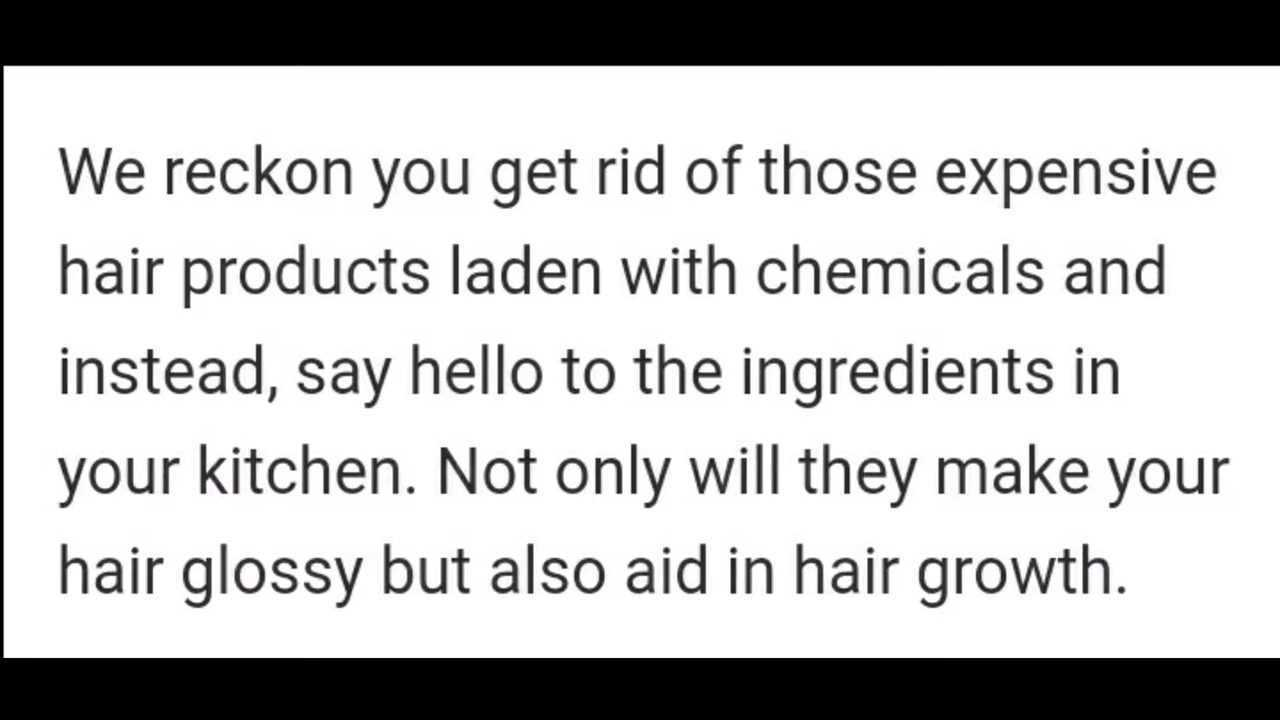 We reckon you get rid of those expensive
hair products laden with chemicals and
instead, say hello to the ingredients in
your kitchen. Not only will they make your
hair glossy but also aid in hair growth.